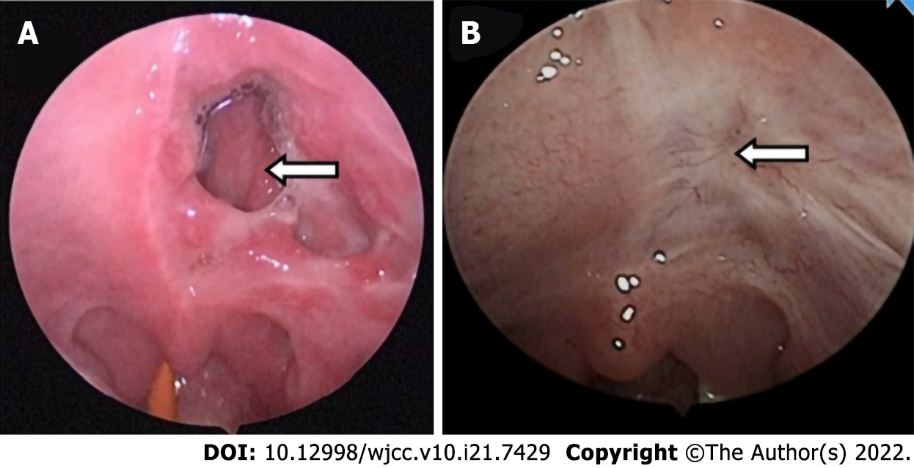 A
B
DOI: 10.12998/wjcc.v10.i21.7429 Copyright ©The Author(s) 2022.